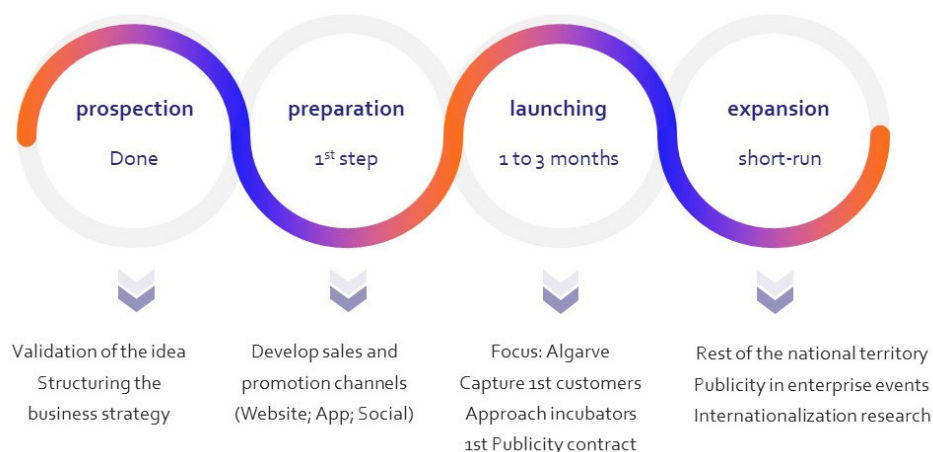 prospection
Done
preparation
1st step
launching
1 to 3 months
expansion
short-run
Validation of the idea
Structuring the
business strategy
Develop sales and
promotion channels
(Website; App; Social)
Focus: Algarve
Capture 1st customers
Approach incubators
1st Publicity contract
Rest of the national territory
Publicity in enterprise events
Internationalization research